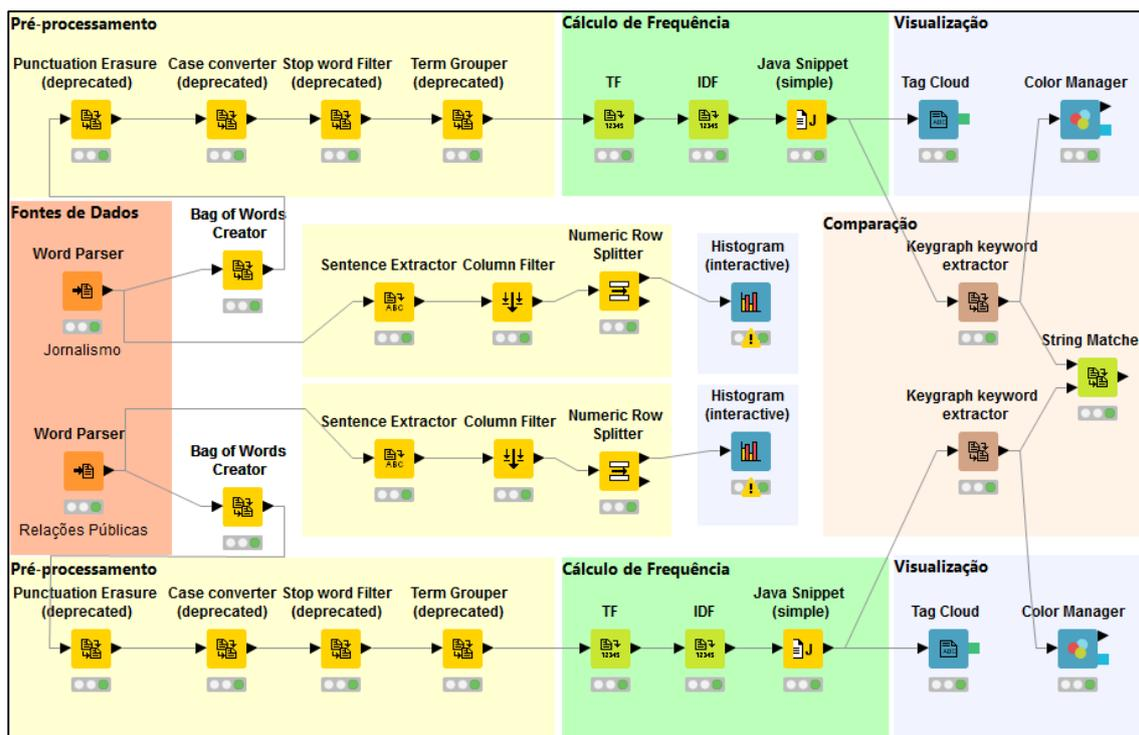 Pré-processamento
Cálculo de Frequência
Visualização
Punctuation Erasure
(deprecated)
Case converter
(deprecated)
Stop word Filter
(deprecated)
Term Grouper
(deprecated)
TF
IDF
Java Snippet
(simple)
Tag Cloud
Color Manager
Fontes de Dados
Word Parser
Jornalismo
Bag of Words
Creator
Sentence Extractor
Column Filter
Numeric Row
Splitter
Histogram
(interactive)
Comparação
Keygraph keyword
extractor
String Matche
Word Parser
Relações Públicas
Bag of Words
Creator
Sentence Extractor
Column Filter
Numeric Row
Splitter
Histogram
(interactive)
Keygraph keyword
extractor
Pré-processamento
Cálculo de Frequência
Visualização
Punctuation Erasure
(deprecated)
Case converter
(deprecated)
Stop word Filter
(deprecated)
Term Grouper
(deprecated)
TF
IDF
Java Snippet
(simple)
Tag Cloud
Color Manager